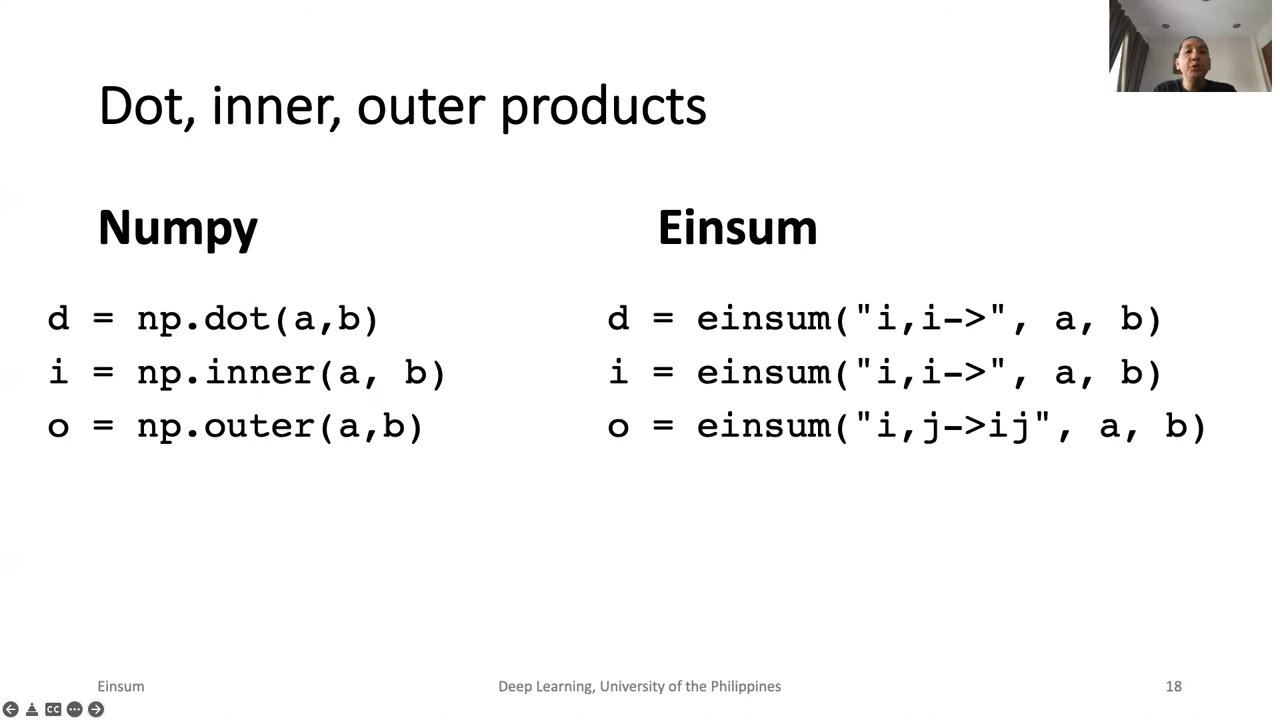 Dot, inner, outer products
Numpy
d = np.dot(a,b)
i = np.inner(a, b)
o = np.outer(a,b)
Einsum
d = einsum("i,i->", a, b)
i = einsum("i,i->", a, b)
o = einsum("i,j->ij", a, b)
Einsum
Deep Learning, University of the Philippines
18
CC